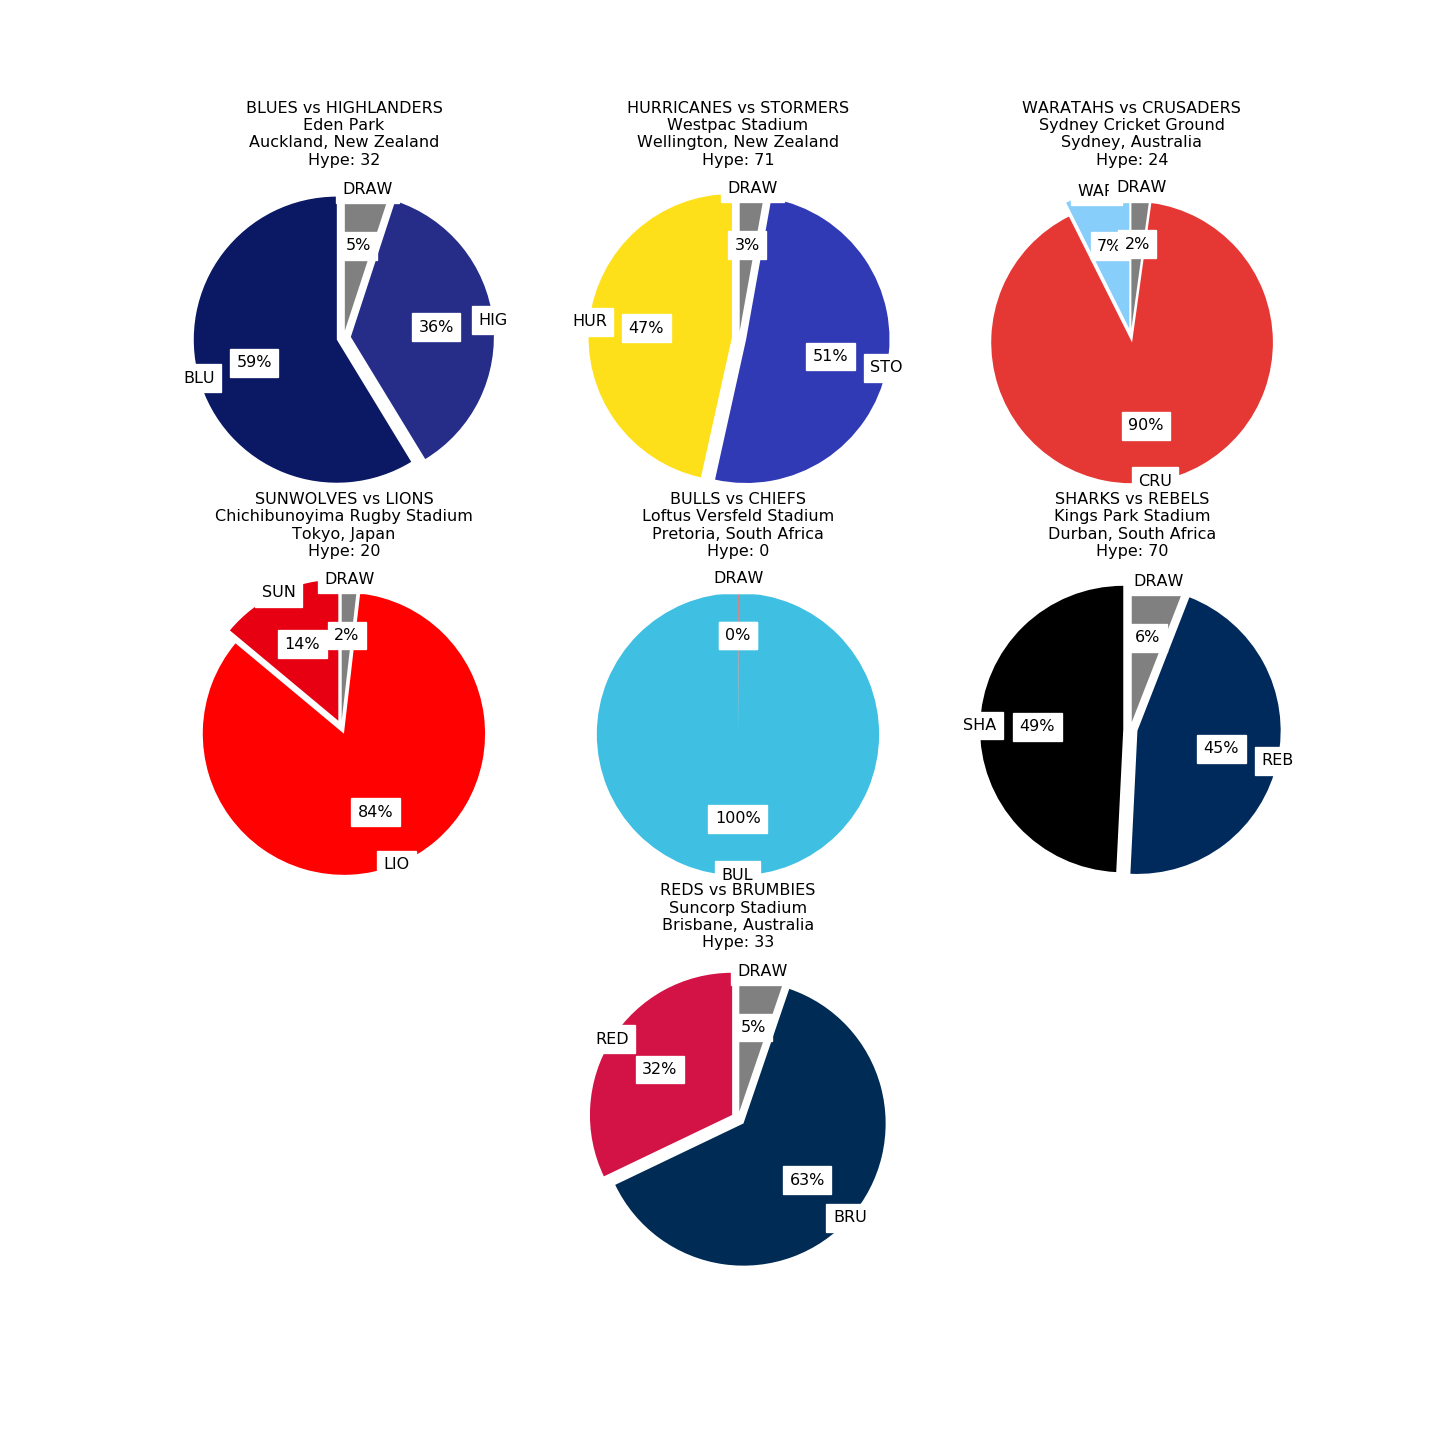 BLUES vs HIGHLANDERS
Eden Park
Auckland, New Zealand
Hype: 32
DRAW
5%
HIG
36%
59%
BLU
HURRICANES vs STORMERS
Westpac Stadium
Wellington, New Zealand
Hype: 71
DRAW
3%
HUR
47%
51%
STO
WARATAHS vs CRUSADERS
Sydney Cricket Ground
Sydney, Australia
Hype: 24
DRAW
7%
2%
90%
CRU
SUNWOLVES vs LIONS
Chichibunoyima Rugby Stadium
Tokyo, Japan
Hype: 20
DRAW
SUN
2%
14%
84%
LIO
BULLS vs CHIEFS
Loftus Versfeld Stadium
Pretoria, South Africa
Hype: 0
DRAW
0%
100%
BUL
SHARKS vs REBELS
Kings Park Stadium
Durban, South Africa
Hype: 70
DRAW
6%
SHA
49%
45%
REB
REDS vs BRUMBIES
Suncorp Stadium
Brisbane, Australia
Hype: 33
DRAW
5%
RED
32%
63%
BRU